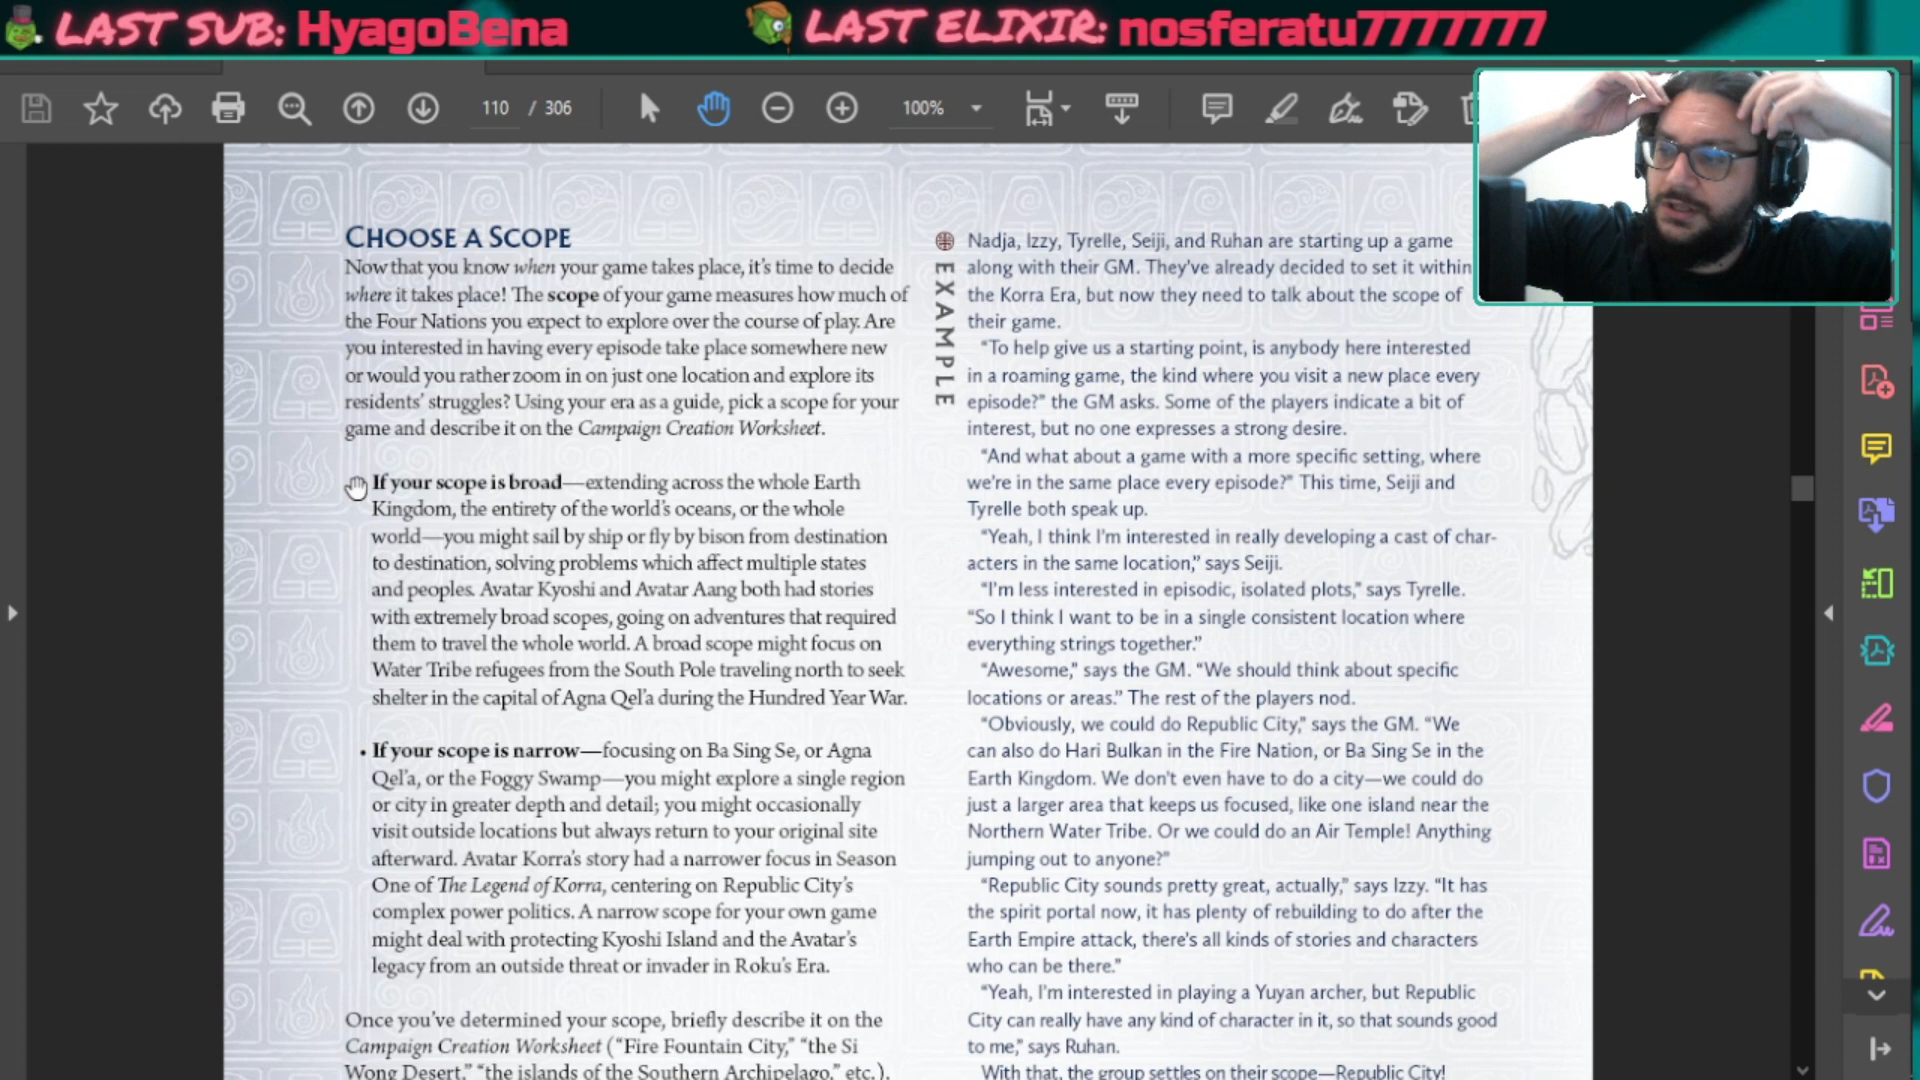 LAST SUB: HyagoBena
LAST ELIXIR: nosferatu7777777
110 / 306
100%
CHOOSE A SCOPE
Now that you know when your game takes place, it's time to decide
where it takes place! The scope of your game measures how much of
the Four Nations you expect to explore over the course of play. Are
you interested in having every episode take place somewhere new
or would you rather zoom in on just one location and explore its
residents' struggles? Using your era as a guide, pick a scope for your
game and describe it on the Campaign Creation Worksheet.
If your scope is broad—extending across the whole Earth
Kingdom, the entirety of the world's oceans, or the whole
world—you might sail by ship or fly by bison from destination
to destination, solving problems which affect multiple states
and peoples. Avatar Kyoshi and Avatar Aang both had stories
with extremely broad scopes, going on adventures that required
them to travel the whole world. A broad scope might focus on
Water Tribe refugees from the South Pole traveling north to seek
shelter in the capital of Agna Qel'a during the Hundred Year War.
• If your scope is narrow—focusing on Ba Sing Se, or Agna
Qel'a, or the Foggy Swamp—you might explore a single region
or city in greater depth and detail; you might occasionally
visit outside locations but always return to your original site
afterward. Avatar Korra's story had a narrower focus in Season
One of The Legend of Korra, centering on Republic City's
complex power politics. A narrow scope for your own game
might deal with protecting Kyoshi Island and the Avatar's
legacy from an outside threat or invader in Roku's Era.
Once you've determined your scope, briefly describe it on the
Campaign Creation Worksheet ("Fire Fountain City," "the Si
Wong Desert," "the islands of the Southern Archipelago," etc.).
EXAMPLE
Nadja, Izzy, Tyrelle, Seiji, and Ruhan are starting up a game
along with their GM. They've already decided to set it within
the Korra Era, but now they need to talk about the scope of
their game.
"To help give us a starting point, is anybody here interested
in a roaming game, the kind where you visit a new place every
episode?" the GM asks. Some of the players indicate a bit of
interest, but no one expresses a strong desire.
"And what about a game with a more specific setting, where
we're in the same place every episode?" This time, Seiji and
Tyrelle both speak up.
"Yeah, I think I'm interested in really developing a cast of char-
acters in the same location," says Seiji.
"I'm less interested in episodic, isolated plots," says Tyrelle.
"So I think I want to be in a single consistent location where
everything strings together."
"Awesome," says the GM. "We should think about specific
locations or areas." The rest of the players nod.
"Obviously, we could do Republic City," says the GM. "We
can also do Hari Bulkan in the Fire Nation, or Ba Sing Se in the
Earth Kingdom. We don't even have to do a city—we could do
just a larger area that keeps us focused, like one island near the
Northern Water Tribe. Or we could do an Air Temple! Anything
jumping out to anyone?"
"Republic City sounds pretty great, actually," says Izzy. "It has
the spirit portal now, it has plenty of rebuilding to do after the
Earth Empire attack, there's all kinds of stories and characters
who can be there."
"Yeah, I'm interested in playing a Yuyan archer, but Republic
City can really have any kind of character in it, so that sounds good
to me," says Ruhan.
With that, the group settles on their scope—Republic City!